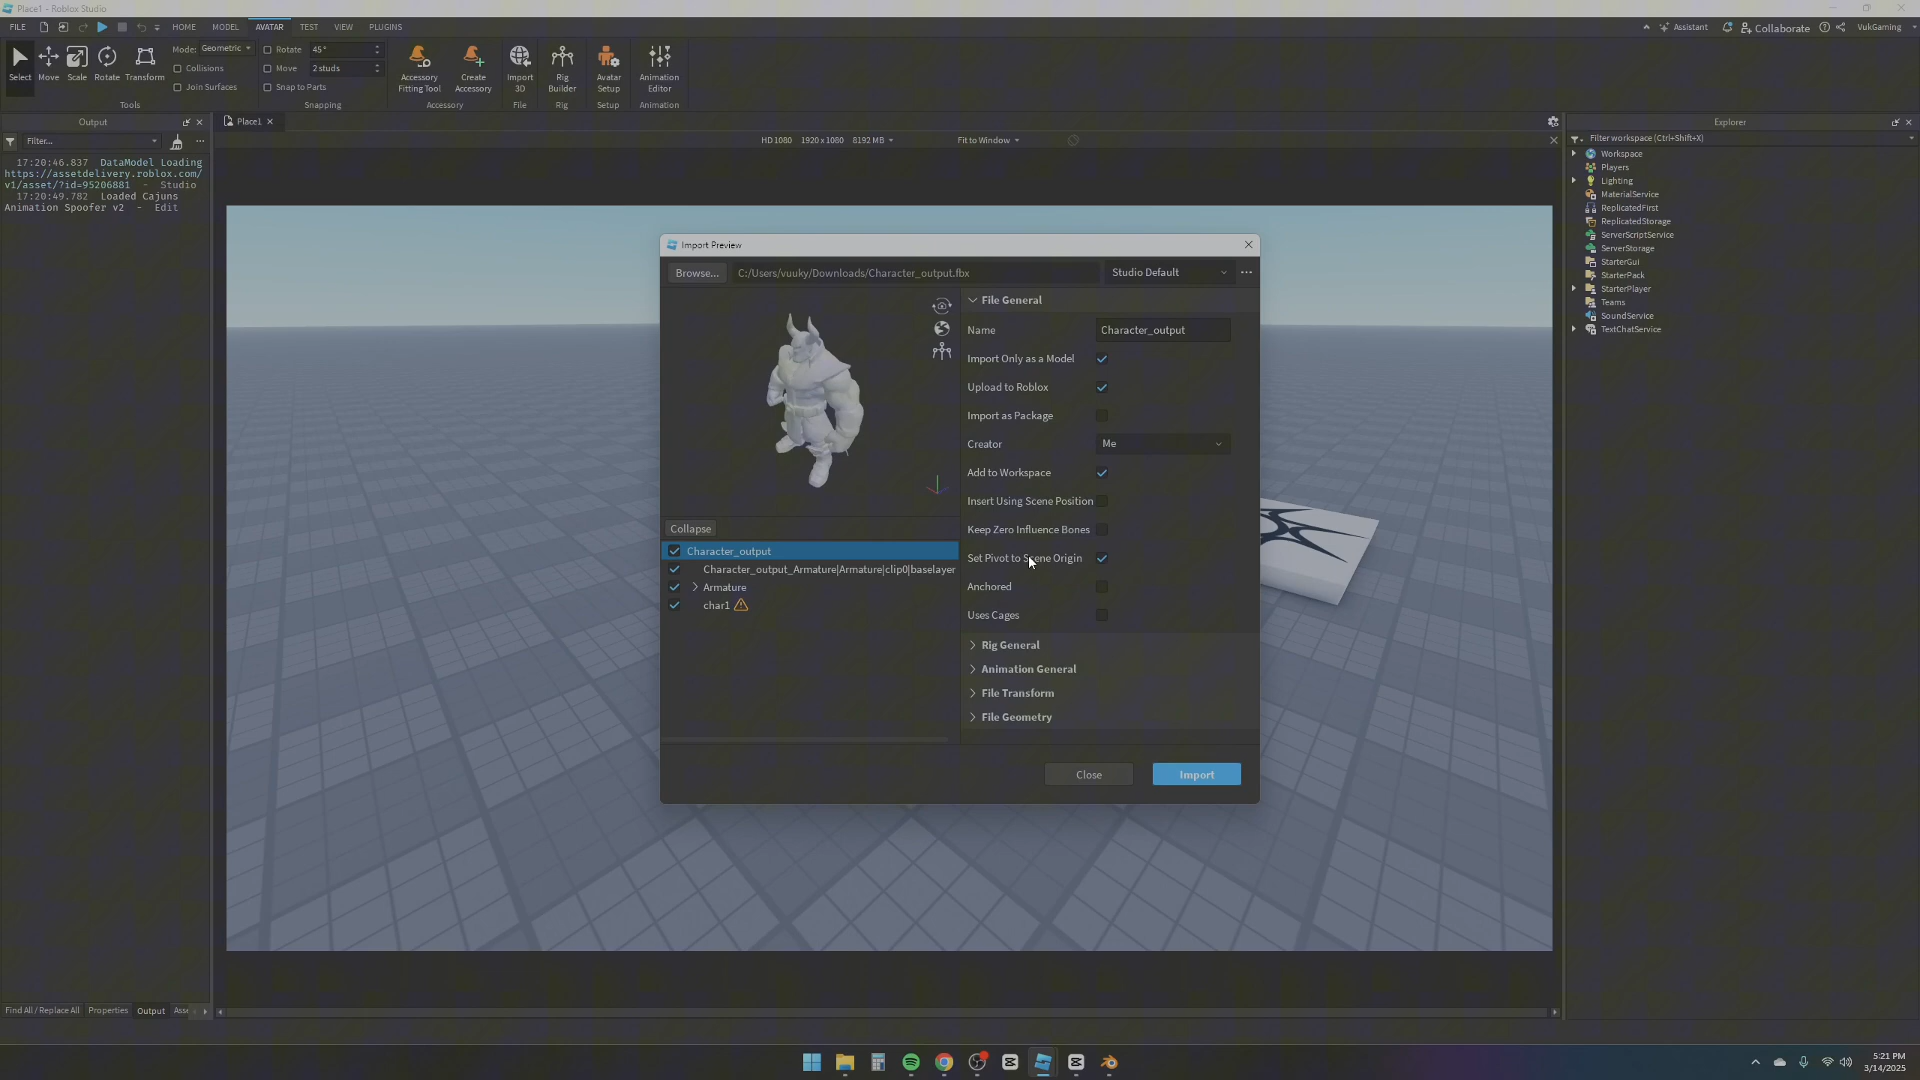 Place1 - Roblox Studio
FILE
HOME
MODEL
AVATAR
TEST
VIEW
PLUGINS
Assistant
Collaborate
VukGaming
Select
Move
Scale
Rotate
Transform
Mode: Geometric
Collisions
Join Surfaces
Tools
Rotate 45°
Move 2 studs
Snap to Parts
Snapping
Accessory Fitting Tool
Create Accessory
Accessory
Import 3D
File
Rig Builder
Rig
Avatar Setup
Setup
Animation Editor
Animation
Output
Filter...
17:20:46.837 DataModel Loading
https://assetdelivery.roblox.com/
v1/asset/?id=95206881 - Studio
17:20:49.782 Loaded Cajuns
Animation Spoofer v2 - Edit
Place1
HD 1080 1920 x 1080 8192 MB
Fit to Window
Import Preview
Browse...
C:/Users/vuuky/Downloads/Character_output.fbx
Studio Default
Collapse
Character_output
Character_output_Armature|Armature|clip0|baselayer
Armature
char1
File General
Name Character_output
Import Only as a Model
Upload to Roblox
Import as Package
Creator Me
Add to Workspace
Insert Using Scene Position
Keep Zero Influence Bones
Set Pivot to Scene Origin
Anchored
Uses Cages
Rig General
Animation General
File Transform
File Geometry
Close
Import
Explorer
Filter workspace (Ctrl+Shift+X)
Workspace
Players
Lighting
MaterialService
ReplicatedFirst
ReplicatedStorage
ServerScriptService
ServerStorage
StarterGui
StarterPack
StarterPlayer
Teams
SoundService
TextChatService
Find All / Replace All
Properties
Output
Asse
5:21 PM
3/14/2025